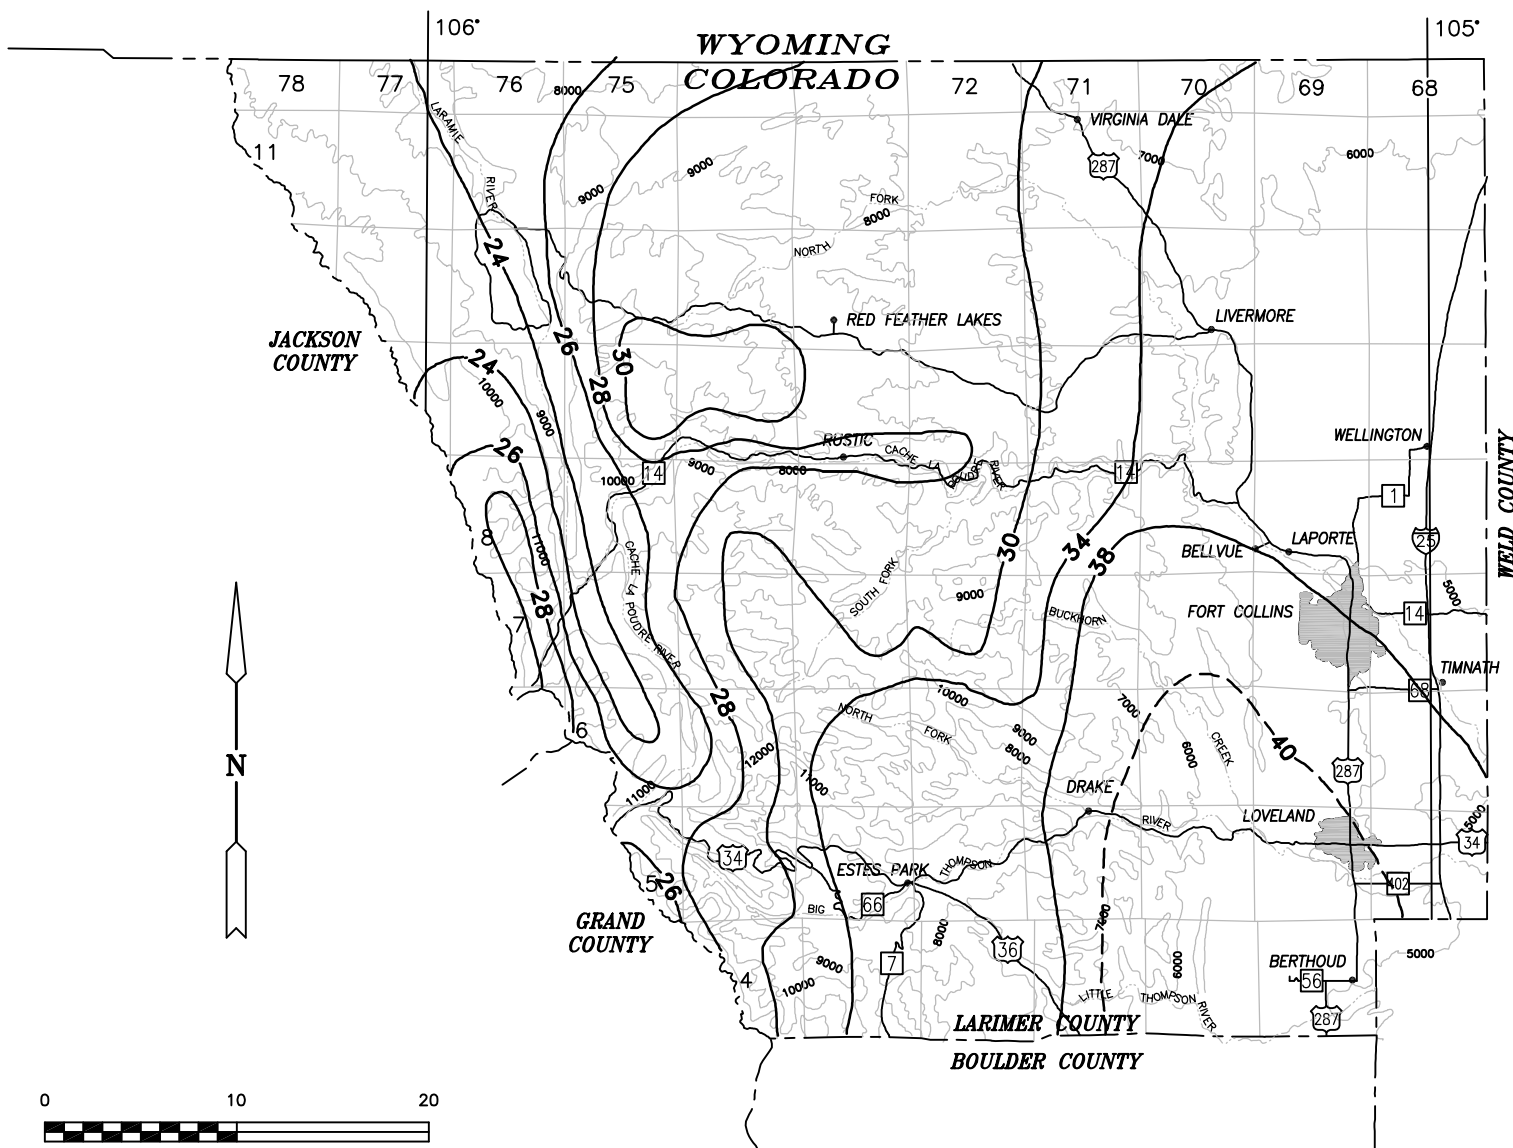 106°
105°
WYOMING
COLORADO
78
77
76
75
72
71
70
69
68
8000
LARAMIE
RIVER
VIRGINIA DALE
287
7000
6000
11
9000
9000
FORK
8000
NORTH
24
JACKSON
COUNTY
RED FEATHER LAKES
LIVERMORE
26
28
30
24
10000
9000
26
RUSTIC
CACHE LA
POUDRE
RIVER
14
9000
8000
10000
14
WELLINGTON
WELD COUNTY
1
25
8
11000
28
CACHE
LA
POUDRE RIVER
30
34
38
BELLVUE
LAPORTE
SOUTH FORK
9000
BUCKHORN
FORT COLLINS
5000
14
7
TIMNATH
68
28
10000
7000
NORTH
FORK
9000
8000
6000
CREEK
40
6
12000
11000
11000
N
287
DRAKE
LOVELAND
RIVER
5000
34
34
ESTES PARK
THOMPSON
5
26
66
BIG
402
GRAND
COUNTY
8000
7000
36
7
9000
10000
4
6000
5000
BERTHOUD
56
LITTLE
THOMPSON
RIVER
287
LARIMER COUNTY
BOULDER COUNTY
0
10
20